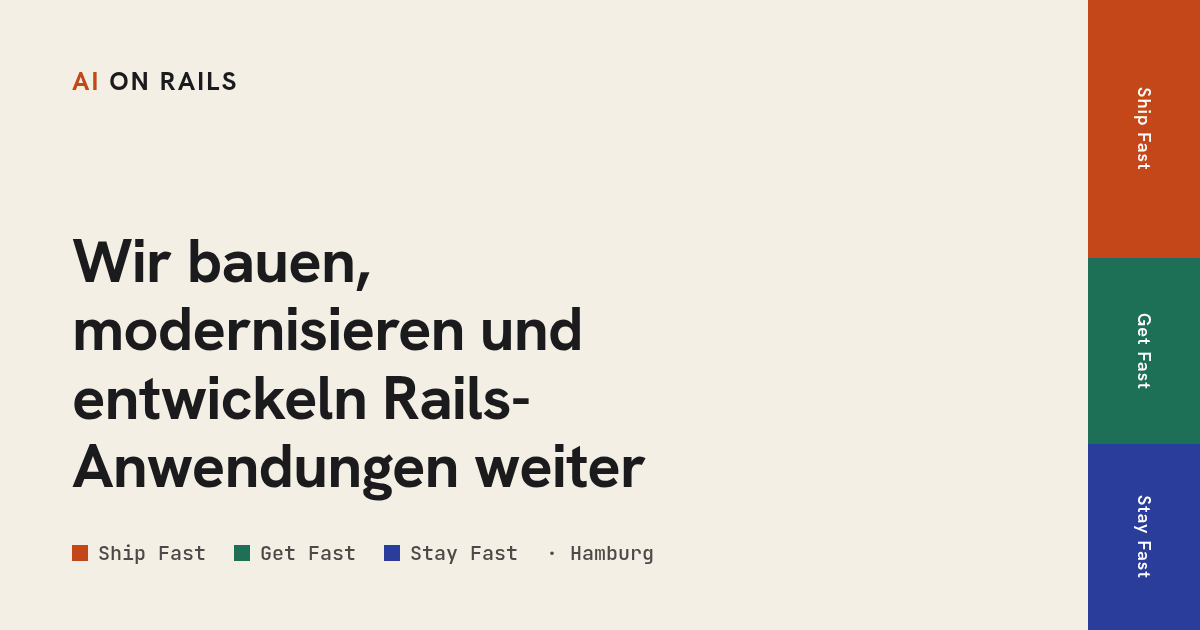 AI ON RAILS
Wir bauen,
modernisieren und
entwickeln Rails-
Anwendungen weiter
Ship Fast Get Fast Stay Fast · Hamburg
Ship Fast
Get Fast
Stay Fast